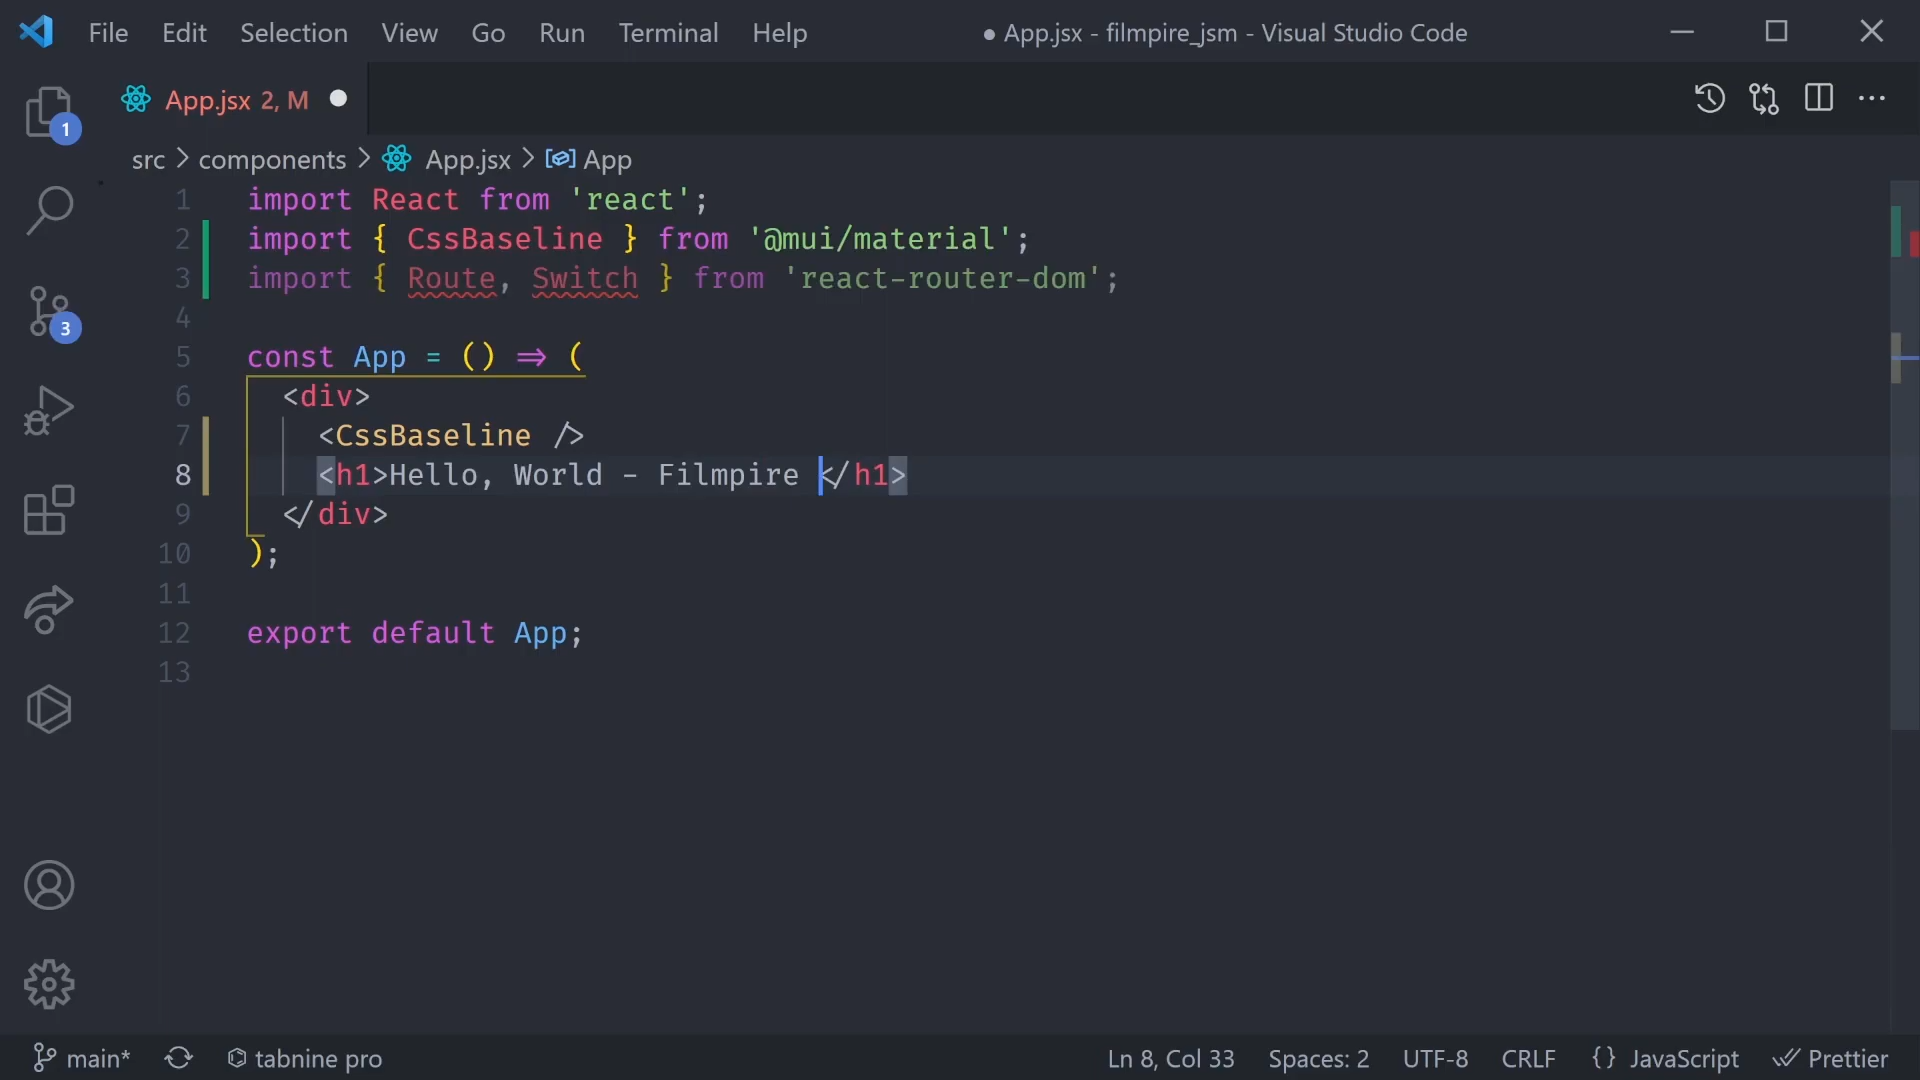 File Edit Selection View Go Run Terminal Help ● App.jsx - filmpire_jsm - Visual Studio Code
App.jsx 2, M ●
src > components > App.jsx > App
1 import React from 'react';
2 import { CssBaseline } from '@mui/material';
3 import { Route, Switch } from 'react-router-dom';
4
5 const App = () => (
6 <div>
7 <CssBaseline />
8 <h1>Hello, World - Filmpire </h1>
9 </div>
10 );
11
12 export default App;
13
1
3
main* tabnine pro Ln 8, Col 33 Spaces: 2 UTF-8 CRLF {} JavaScript Prettier